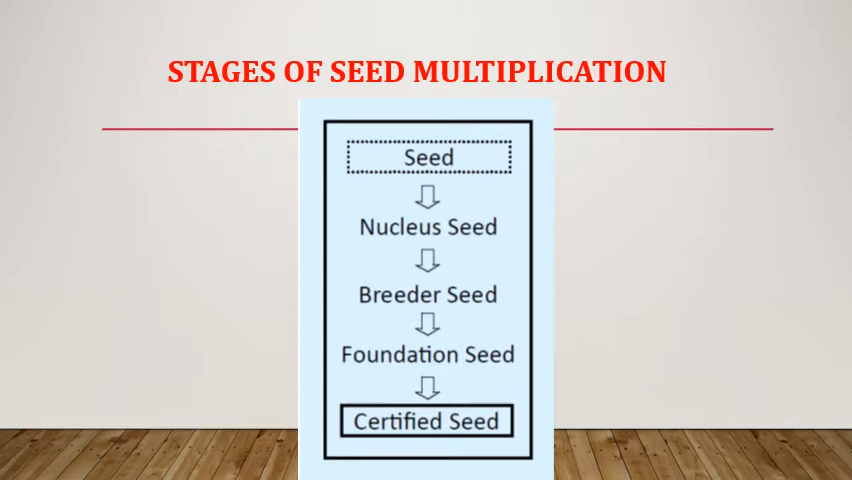 STAGES OF SEED MULTIPLICATION
Seed
Nucleus Seed
Breeder Seed
Foundation Seed
Certified Seed